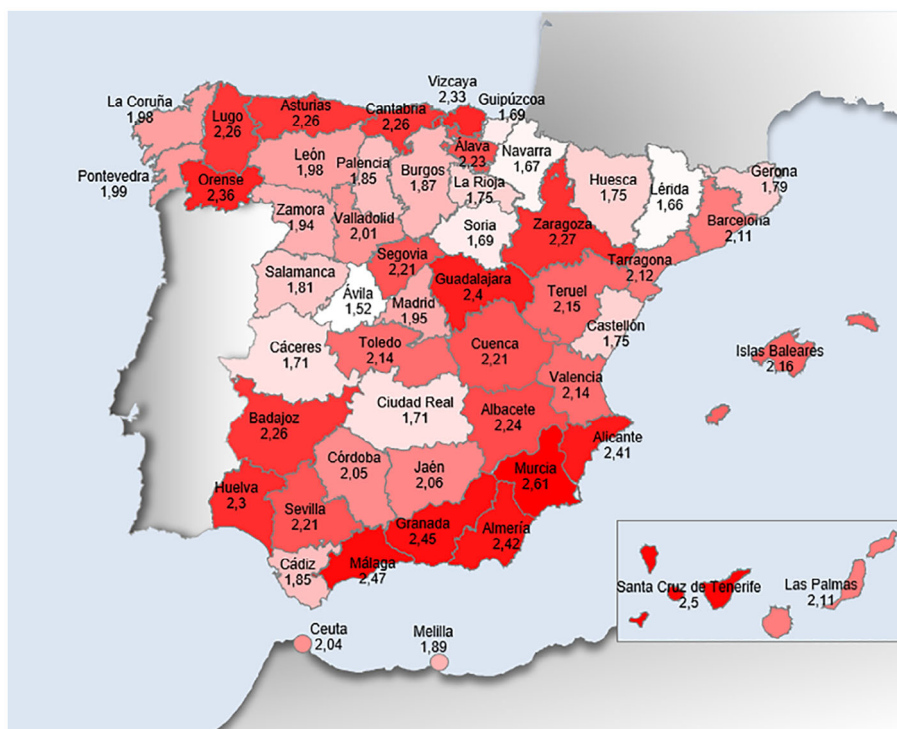 Vizcaya
2,33
La Coruña
1,98
Lugo
2,26
Asturias
2,26
Cantabria
2,26
Guipúzcoa
1,69
Álava
2,23
Navarra
1,67
León
1,98
Palencia
1,85
Burgos
1,87
La Rioja
1,75
Huesca
1,75
Lérida
1,66
Gerona
1,79
Pontevedra
1,99
Orense
2,36
Zamora
1,94
Valladolid
2,01
Soria
1,69
Zaragoza
2,27
Barcelona
2,11
Segovia
2,21
Tarragona
2,12
Salamanca
1,81
Ávila
1,52
Madrid
1,95
Guadalajara
2,4
Teruel
2,15
Castellón
1,75
Cáceres
1,71
Toledo
2,14
Cuenca
2,21
Islas Baleares
2,16
Valencia
2,14
Badajoz
2,26
Ciudad Real
1,71
Albacete
2,24
Alicante
2,41
Córdoba
2,05
Jaén
2,06
Murcia
2,61
Huelva
2,3
Sevilla
2,21
Granada
2,45
Almería
2,42
Cádiz
1,85
Málaga
2,47
Santa Cruz de Tenerife
2,5
Las Palmas
2,11
Ceuta
2,04
Melilla
1,89